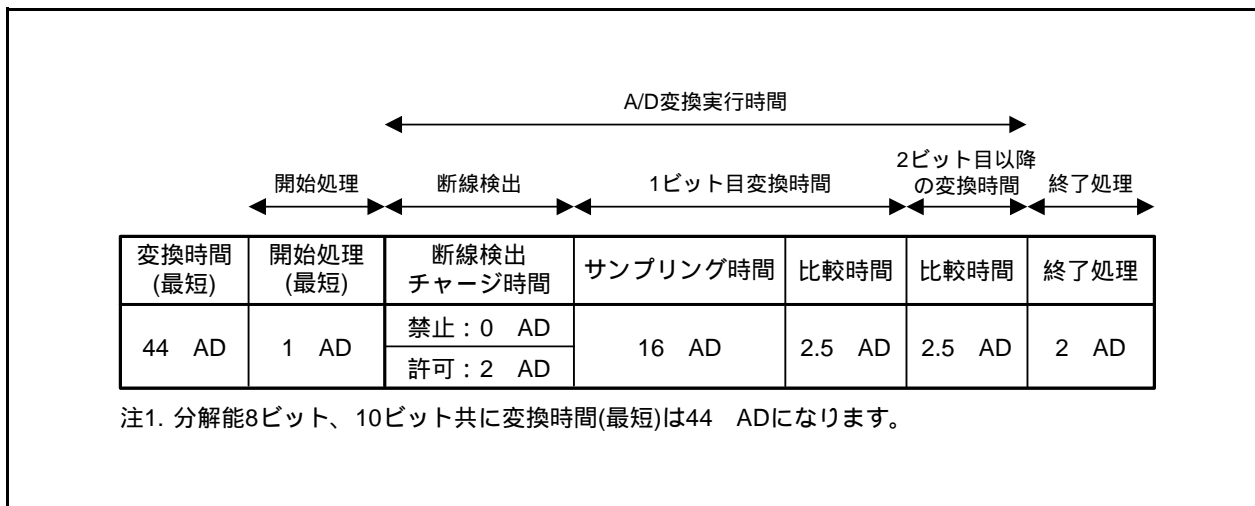 A/D変換実行時間
開始処理
断線検出
1ビット目変換時間
2ビット目以降
の変換時間
終了処理
変換時間
(最短)
開始処理
(最短)
断線検出
チャージ時間
サンプリング時間
比較時間
比較時間
終了処理
44 AD
1 AD
禁止:0 AD
許可:2 AD
16 AD
2.5 AD
2.5 AD
2 AD
注1. 分解能8ビット、10ビット共に変換時間(最短)は44 ADになります。